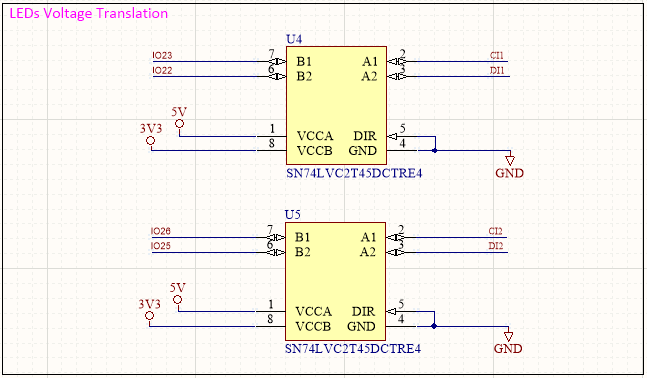 LEDs Voltage Translation
U4
IO23 7 B1 A1 2 CI1
IO22 6 B2 A2 3 DI1
5V
3V3 1 VCCA DIR 5
8 VCCB GND 4
GND
SN74LVC2T45DCTRE4
U5
IO26 7 B1 A1 2 CI2
IO25 6 B2 A2 3 DI2
5V
3V3 1 VCCA DIR 5
8 VCCB GND 4
GND
SN74LVC2T45DCTRE4